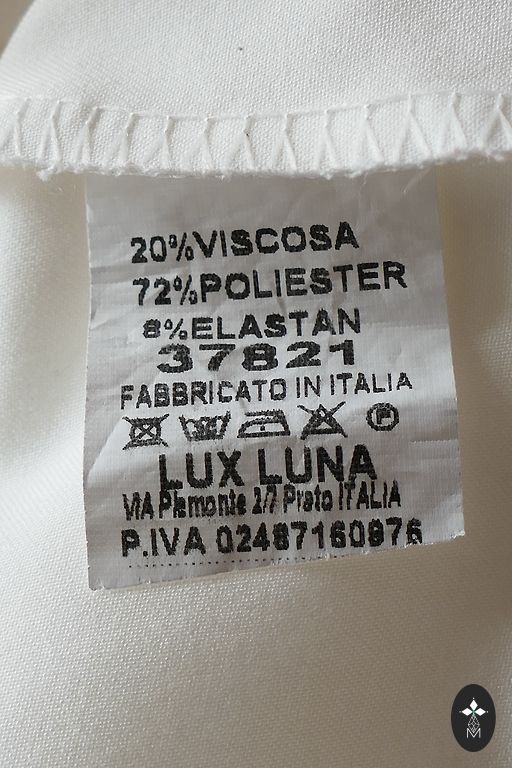 20%VISCOSA
72%POLIESTER
8%ELASTAN
37821
FABBRICATO IN ITALIA
P
LUX LUNA
VIA Piemonte 2/7 Prato ITALIA
P.IVA 02487160976
M